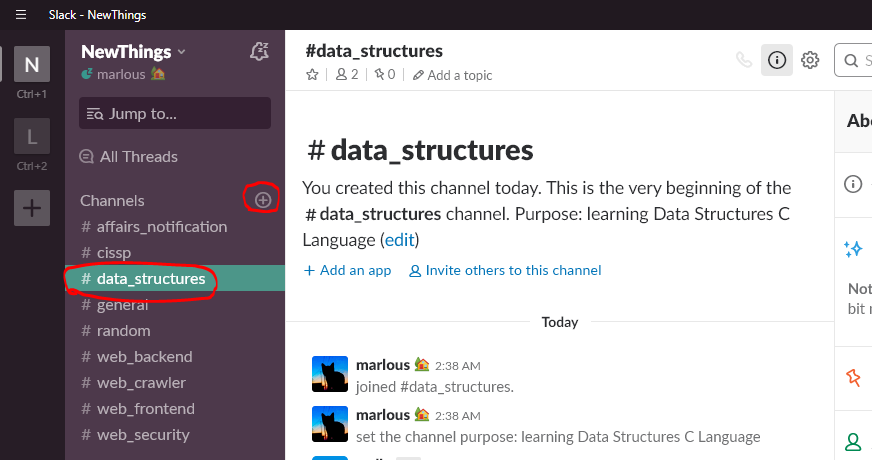 Slack - NewThings
N
Ctrl+1
L
Ctrl+2
NewThings
marlous
Jump to...
All Threads
Channels
# affairs_notification
# cissp
# data_structures
# general
# random
# web_backend
# web_crawler
# web_frontend
# web_security
#data_structures
2 0 Add a topic
# data_structures
You created this channel today. This is the very beginning of the
# data_structures channel. Purpose: learning Data Structures C
Language (edit)
+ Add an app Invite others to this channel
Today
marlous 2:38 AM
joined #data_structures.
marlous 2:38 AM
set the channel purpose: learning Data Structures C Language